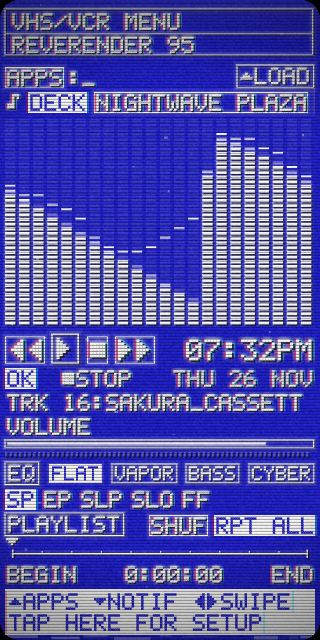 VHS/VCR MENU
REVERENDER 95
APPS:_ LOAD
DECK NIGHTWAVE PLAZA
07:32PM
OK STOP THU 26 NOV
TRK 16:SAKURA_CASSETT
VOLUME
EQ FLAT VAPOR BASS CYBER
SP EP SLP SLO FF
PLAYLIST SHUF RPT ALL
BEGIN 0:00:00 END
APPS NOTIF SWIPE
TAP HERE FOR SETUP